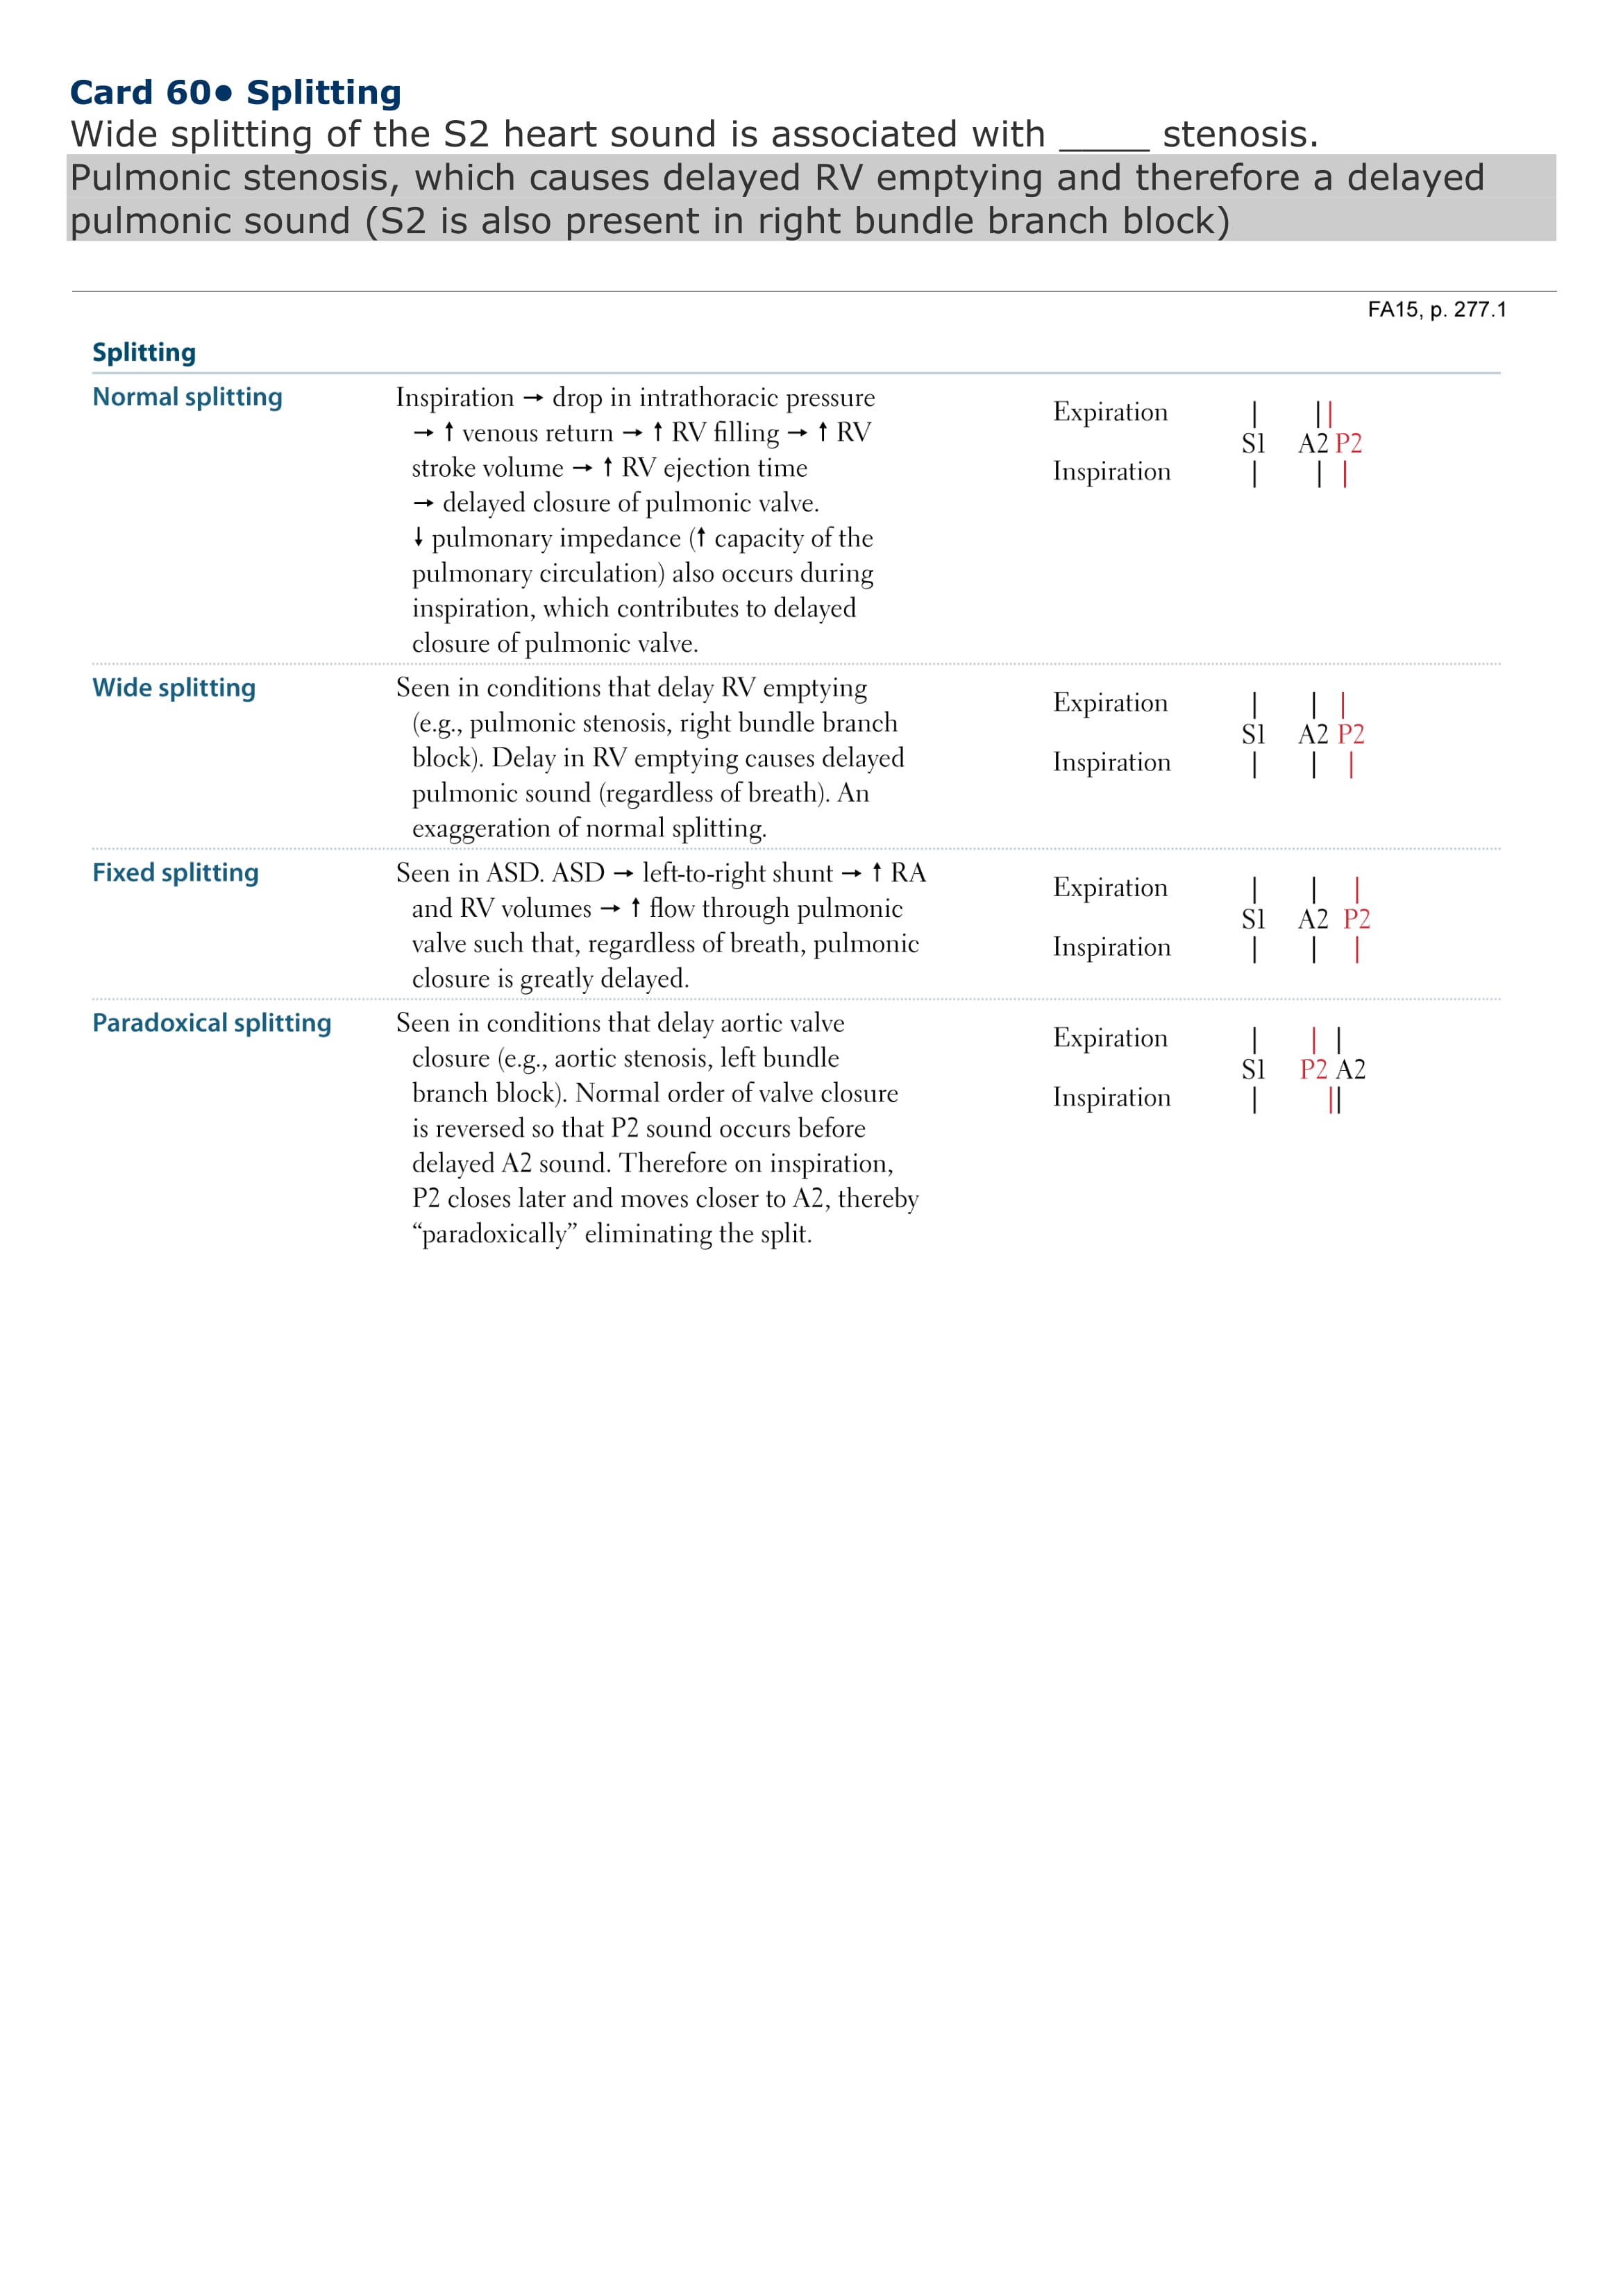 Card 60● Splitting
Wide splitting of the S2 heart sound is associated with _____ stenosis.
Pulmonic stenosis, which causes delayed RV emptying and therefore a delayed
pulmonic sound (S2 is also present in right bundle branch block)
FA15, p. 277.1
Splitting
Normal splitting
Inspiration → drop in intrathoracic pressure
→ ↑ venous return → ↑ RV filling → ↑ RV
stroke volume → ↑ RV ejection time
→ delayed closure of pulmonic valve.
↓ pulmonary impedance (↑ capacity of the
pulmonary circulation) also occurs during
inspiration, which contributes to delayed
closure of pulmonic valve.
Expiration
S1 A2 P2
Inspiration
Wide splitting
Seen in conditions that delay RV emptying
(e.g., pulmonic stenosis, right bundle branch
block). Delay in RV emptying causes delayed
pulmonic sound (regardless of breath). An
exaggeration of normal splitting.
Expiration
S1 A2 P2
Inspiration
Fixed splitting
Seen in ASD. ASD → left-to-right shunt → ↑ RA
and RV volumes → ↑ flow through pulmonic
valve such that, regardless of breath, pulmonic
closure is greatly delayed.
Expiration
S1 A2 P2
Inspiration
Paradoxical splitting
Seen in conditions that delay aortic valve
closure (e.g., aortic stenosis, left bundle
branch block). Normal order of valve closure
is reversed so that P2 sound occurs before
delayed A2 sound. Therefore on inspiration,
P2 closes later and moves closer to A2, thereby
“paradoxically” eliminating the split.
Expiration
S1 P2 A2
Inspiration